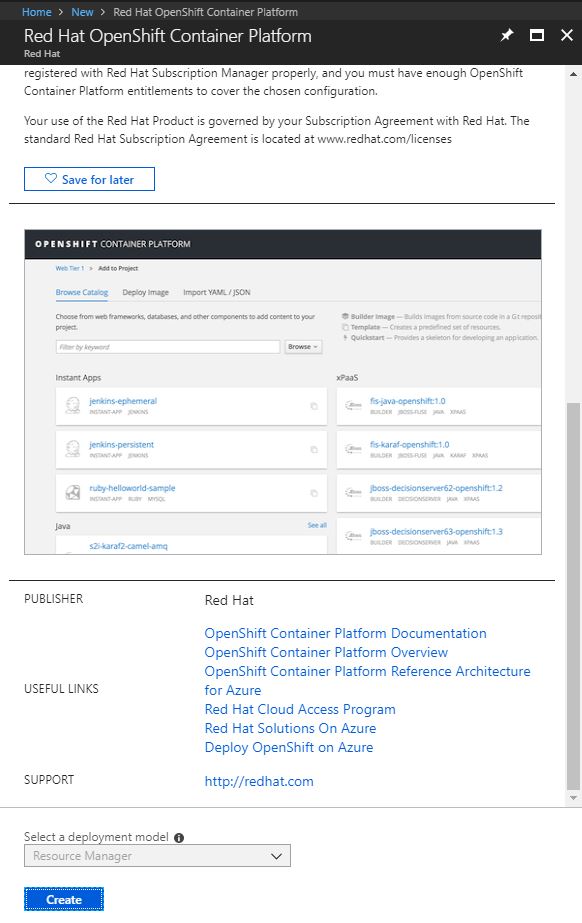 Home > New > Red Hat OpenShift Container Platform
Red Hat OpenShift Container Platform
Red Hat
registered with Red Hat Subscription Manager properly, and you must have enough OpenShift
Container Platform entitlements to cover the chosen configuration.
Your use of the Red Hat Product is governed by your Subscription Agreement with Red Hat. The
standard Red Hat Subscription Agreement is located at www.redhat.com/licenses
Save for later
OPENSHIFT CONTAINER PLATFORM
Web Tier 1 > Add to Project
Browse Catalog Deploy Image Import YAML / JSON
Choose from web frameworks, databases, and other components to add content to your
project.
Builder Image — Builds images from source code in a Git reposit
Template — Creates a predefined set of resources.
Quickstart — Provides a skeleton for developing an application.
Filter by keyword Browse
Instant Apps
jenkins-ephemeral
INSTANT-APP JENKINS
jenkins-persistent
INSTANT-APP JENKINS
ruby-helloworld-sample
INSTANT-APP RUBY MYSQL
Java See all
s2i-karaf2-camel-amq
xPaaS
fis-java-openshift:1.0
BUILDER JBOSS-FUSE JAVA XPAAS
fis-karaf-openshift:1.0
BUILDER JBOSS-FUSE JAVA KARAF XPAAS
jboss-decisionserver62-openshift:1.2
BUILDER DECISIONSERVER JAVA XPAAS
jboss-decisionserver63-openshift:1.3
BUILDER DECISIONSERVER JAVA XPAAS
PUBLISHER Red Hat
USEFUL LINKS
OpenShift Container Platform Documentation
OpenShift Container Platform Overview
OpenShift Container Platform Reference Architecture
for Azure
Red Hat Cloud Access Program
Red Hat Solutions On Azure
Deploy OpenShift on Azure
SUPPORT http://redhat.com
Select a deployment model
Resource Manager
Create